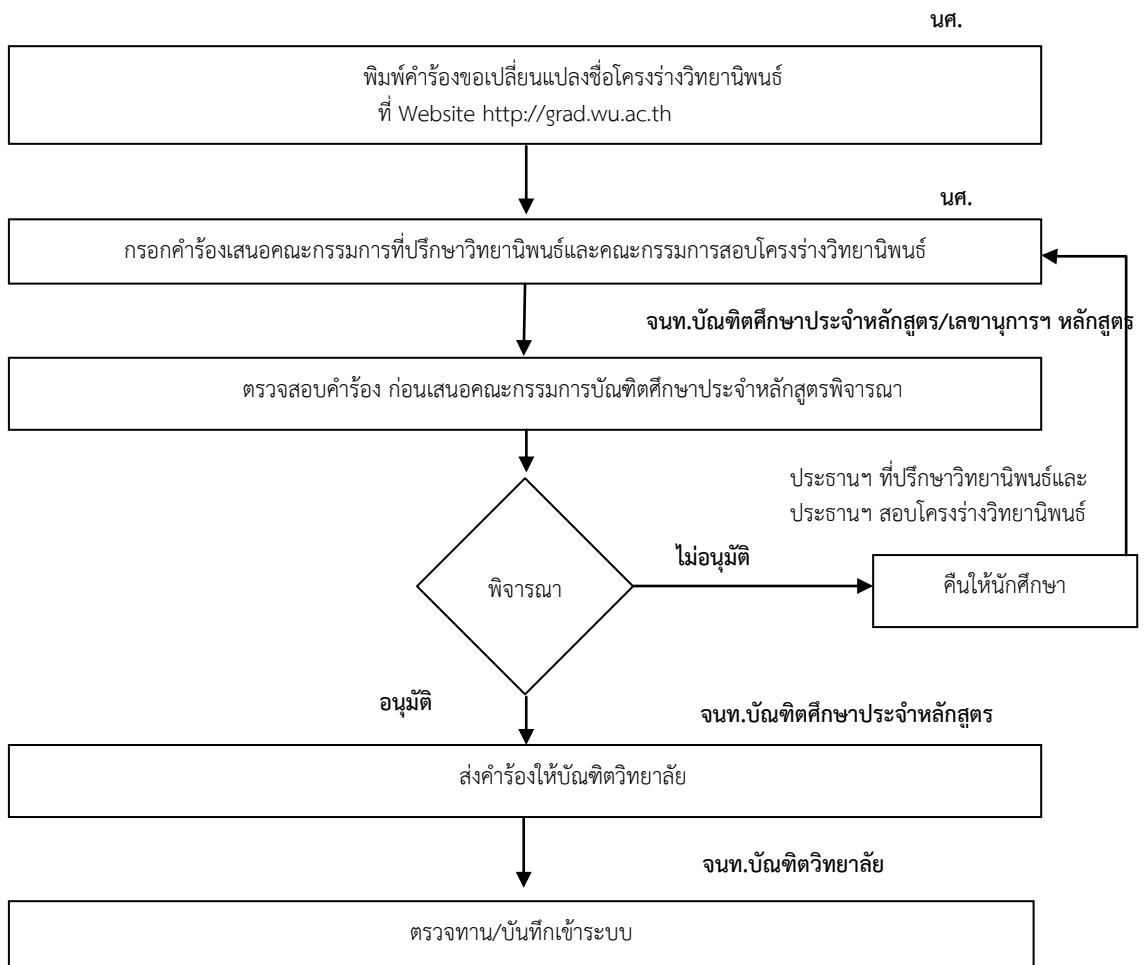 นศ.
พิมพ์คำร้องขอเปลี่ยนแปลงชื่อโครงร่างวิทยานิพนธ์
ที่ Website http://grad.wu.ac.th
นศ.
กรอกคำร้องเสนอคณะกรรมการที่ปรึกษาวิทยานิพนธ์และคณะกรรมการสอบโครงร่างวิทยานิพนธ์
จนท.บัณฑิตศึกษาประจำหลักสูตร/เลขานุการฯ หลักสูตร
ตรวจสอบคำร้อง ก่อนเสนอคณะกรรมการบัณฑิตศึกษาประจำหลักสูตรพิจารณา
ประธานฯ ที่ปรึกษาวิทยานิพนธ์และ
ประธานฯ สอบโครงร่างวิทยานิพนธ์
ไม่อนุมัติ
พิจารณา
คืนให้นักศึกษา
อนุมัติ
จนท.บัณฑิตศึกษาประจำหลักสูตร
ส่งคำร้องให้บัณฑิตวิทยาลัย
จนท.บัณฑิตวิทยาลัย
ตรวจทาน/บันทึกเข้าระบบ